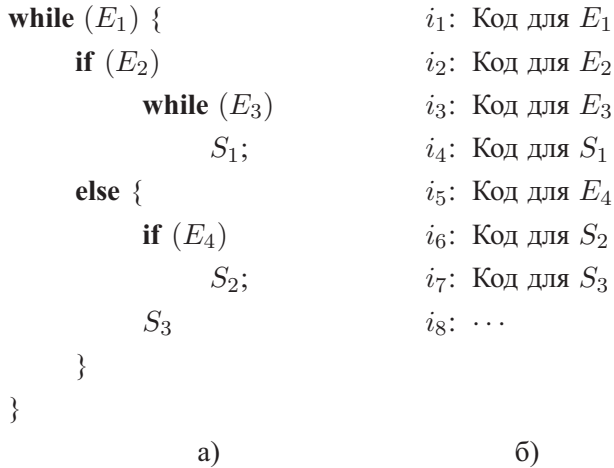 while (E₁) { i₁: Код для E₁
if (E₂) i₂: Код для E₂
while (E₃) i₃: Код для E₃
S₁; i₄: Код для S₁
else { i₅: Код для E₄
if (E₄) i₆: Код для S₂
S₂; i₇: Код для S₃
S₃ i₈: ···
}
}
а) б)